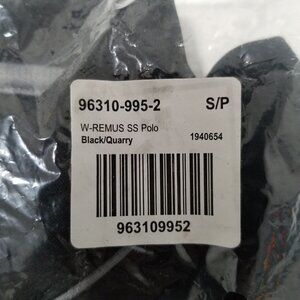 96310-995-2 S/P
W-REMUS SS Polo
Black/Quarry 1940654
963109952